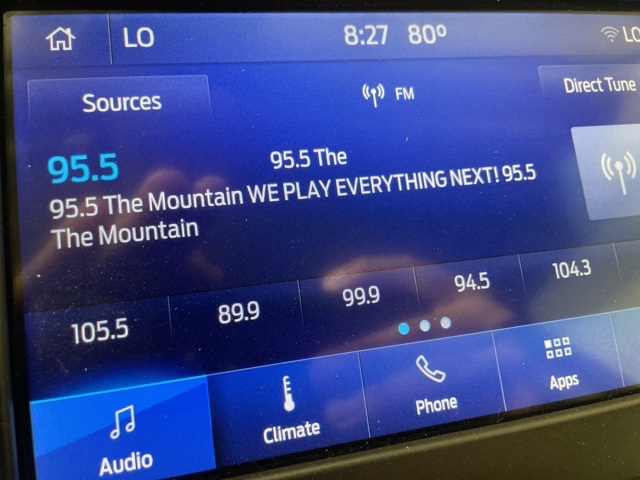 LO 8:27 80° LO
Sources FM Direct Tune
95.5 95.5 The
95.5 The Mountain WE PLAY EVERYTHING NEXT! 95.5
The Mountain
105.5 89.9 99.9 94.5 104.3
Audio Climate Phone Apps